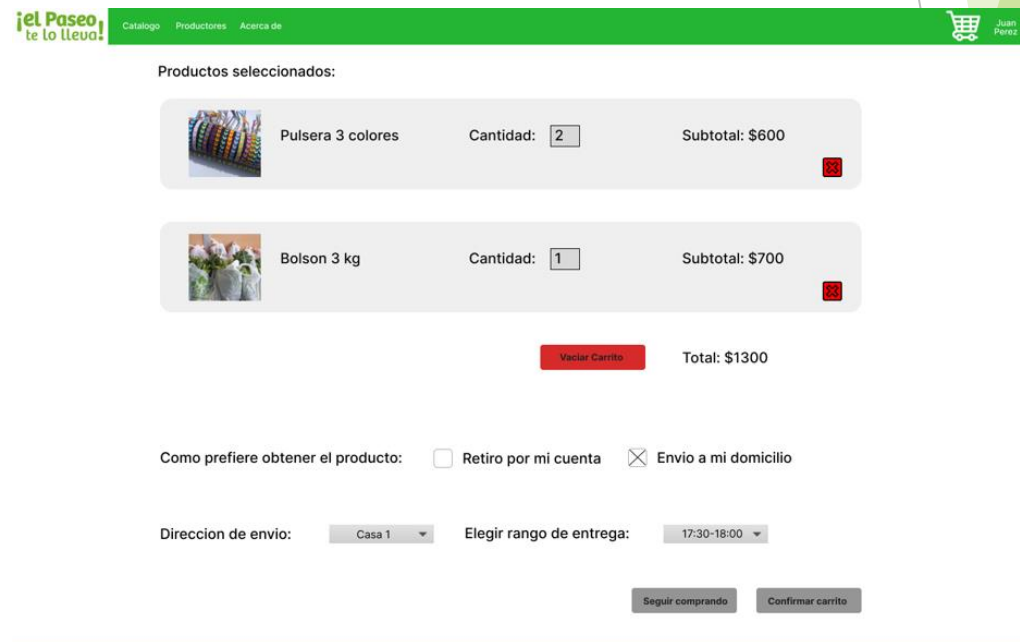 ¡el Paseo
te lo lleva!
Catalogo Productores Acerca de
Juan
Perez
Productos seleccionados:
Pulsera 3 colores Cantidad: 2 Subtotal: $600
Bolson 3 kg Cantidad: 1 Subtotal: $700
Vaciar Carrito Total: $1300
Como prefiere obtener el producto: Retiro por mi cuenta Envio a mi domicilio
Direccion de envio: Casa 1 Elegir rango de entrega: 17:30-18:00
Seguir comprando Confirmar carrito